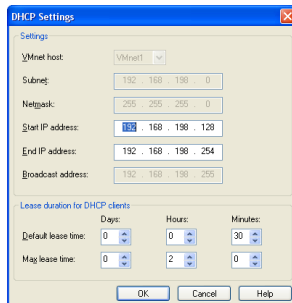 DHCP Settings
Settings
VMnet host: VMnet1
Subnet: 192 . 168 . 198 . 0
Netmask: 255 . 255 . 255 . 0
Start IP address: 192 . 168 . 198 . 128
End IP address: 192 . 168 . 198 . 254
Broadcast address: 192 . 168 . 198 . 255
Lease duration for DHCP clients
Days: Hours: Minutes:
Default lease time: 0 0 30
Max lease time: 0 2 0
OK Cancel Help